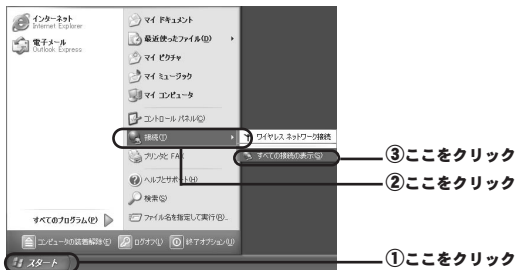 インターネット
Internet Explorer
電子メール
Outlook Express
すべてのプログラム(P)
マイ ドキュメント
最近使ったファイル(D)
マイ ピクチャ
マイ ミュージック
マイ コンピュータ
コントロール パネル(C)
接続(T)
プリンタと FAX
ヘルプとサポート(H)
検索(S)
ファイル名を指定して実行(R)...
ワイヤレス ネットワーク接続
すべての接続の表示(S)
コンピュータの装着解除(E)
ログオフ(L)
終了オプション(U)
スタート
③ここをクリック
②ここをクリック
①ここをクリック